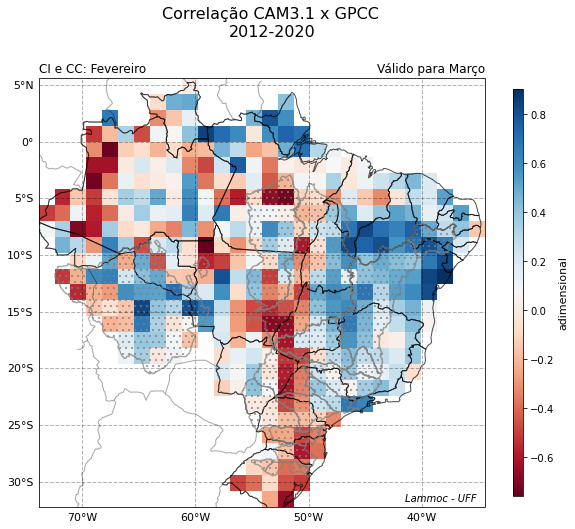 Correlação CAM3.1 x GPCC
2012-2020
CI e CC: Fevereiro
Válido para Março
5°N
0°
5°S
10°S
15°S
20°S
25°S
30°S
70°W
60°W
50°W
40°W
Lammoc - UFF
0.8
0.6
0.4
0.2
0.0
−0.2
−0.4
−0.6
adimensional